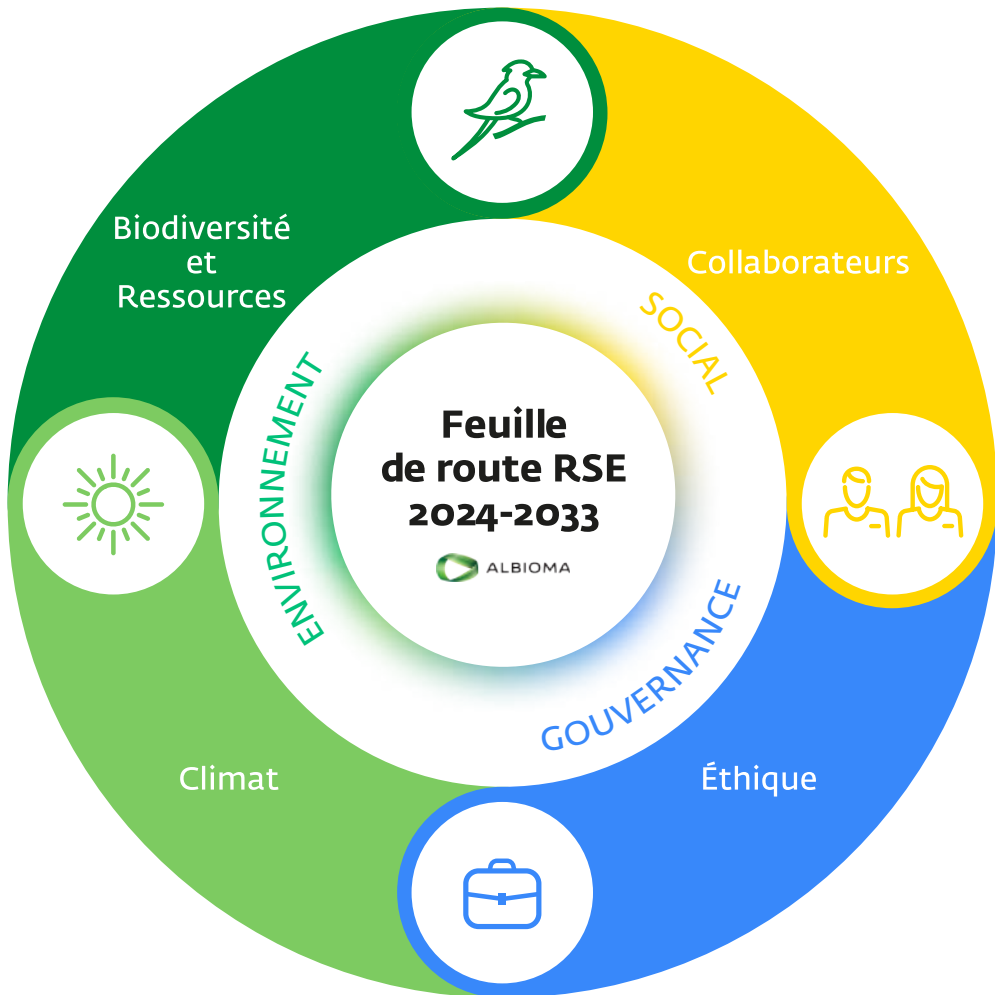 Biodiversité
et
Ressources
Collaborateurs
SOCIAL
ENVIRONNEMENT
Feuille
de route RSE
2024-2033
ALBIOMA
GOUVERNANCE
Climat
Éthique